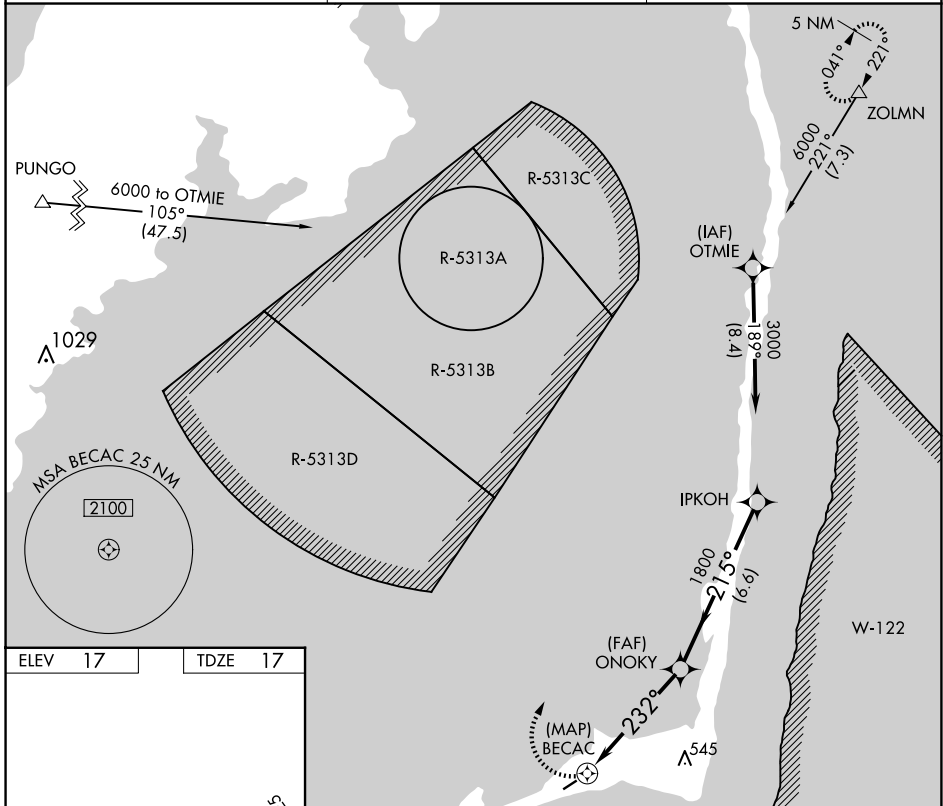 5 NM
041°
221°
ZOLMN
6000
221°
(7.3)
PUNGO
6000 to OTMIE
105°
(47.5)
R-5313C
R-5313A
(IAF)
OTMIE
3000
189°
(8.4)
1029
R-5313B
R-5313D
MSA BECAC 25 NM
2100
IPKOH
1800
215°
(6.6)
W-122
(FAF)
ONOKY
232°
(MAP)
BECAC
545
ELEV 17
TDZE 17